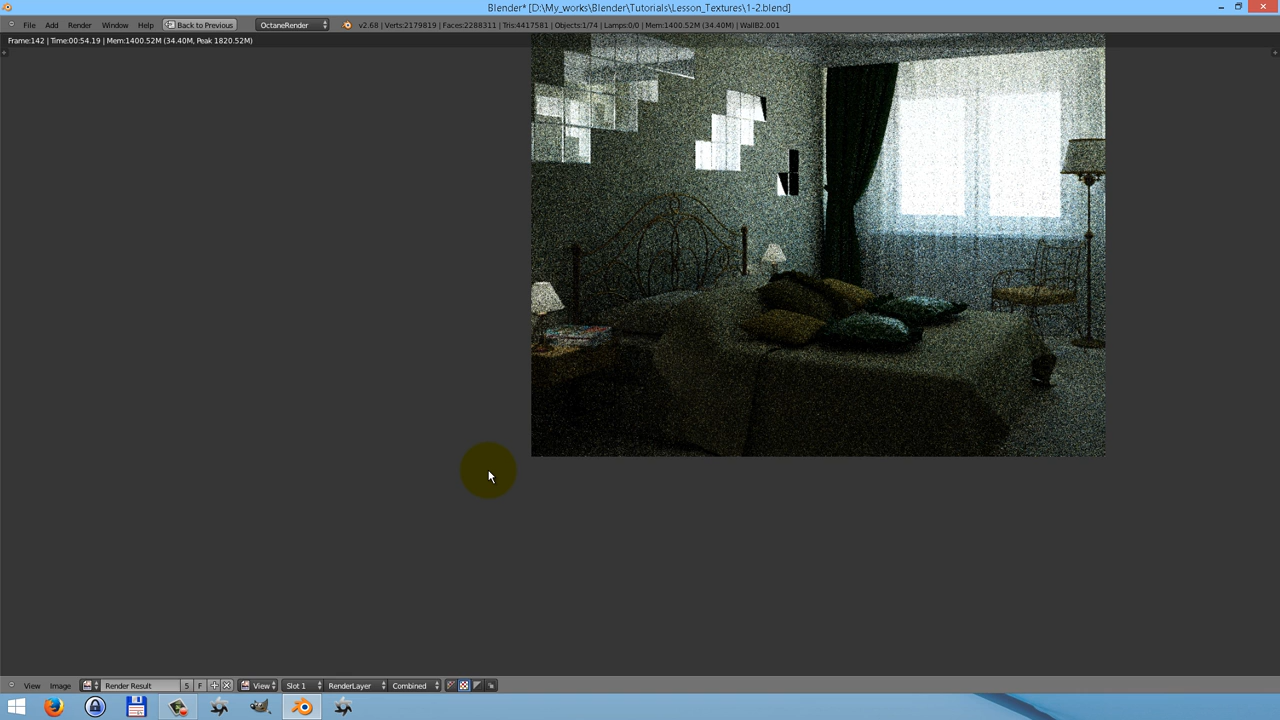 Blender* [D:\My_works\Blender\Tutorials\Lesson_Textures\1-2.blend]
File Add Render Window Help Back to Previous OctaneRender v2.68 | Verts:2179819 | Faces:2288311 | Tris:4417581 | Objects:1/74 | Lamps:0/0 | Mem:1400.52M (34.40M) | WallB2.001
Frame:142 | Time:00:54.19 | Mem:1400.52M (34.40M, Peak 1820.52M)
View Image Render Result 5 F View Slot 1 RenderLayer Combined